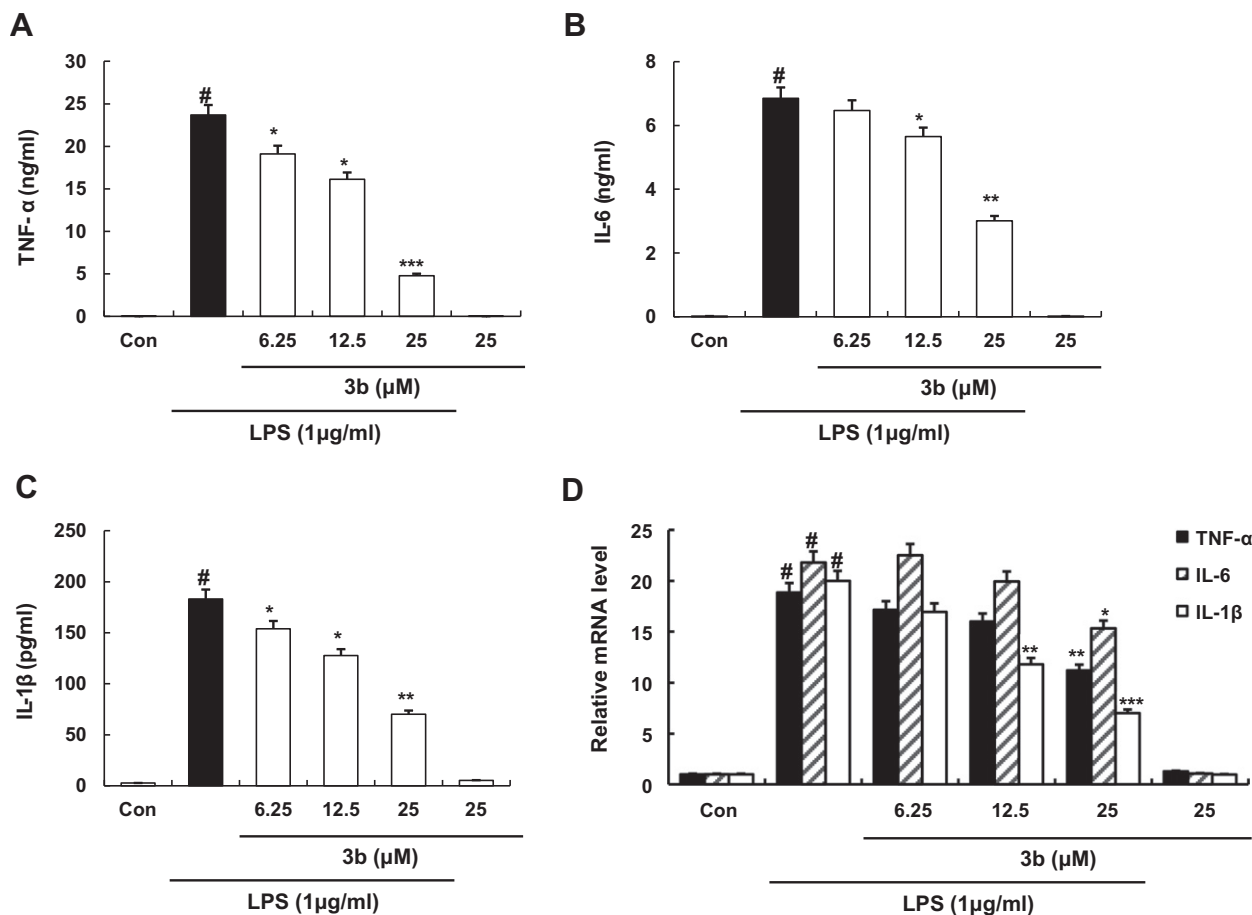 A
TNF- α (ng/ml)
30
25
20
15
10
5
0
#
*
*
***
Con
6.25
12.5
25
25
3b (μM)
LPS (1μg/ml)
B
IL-6 (ng/ml)
8
6
4
2
0
#
*
**
Con
6.25
12.5
25
25
3b (μM)
LPS (1μg/ml)
C
IL-1β (pg/ml)
250
200
150
100
50
0
#
*
*
**
Con
6.25
12.5
25
25
3b (μM)
LPS (1μg/ml)
D
Relative mRNA level
25
20
15
10
5
0
#
#
#
**
**
*
***
TNF-α
IL-6
IL-1β
Con
6.25
12.5
25
25
3b (μM)
LPS (1μg/ml)